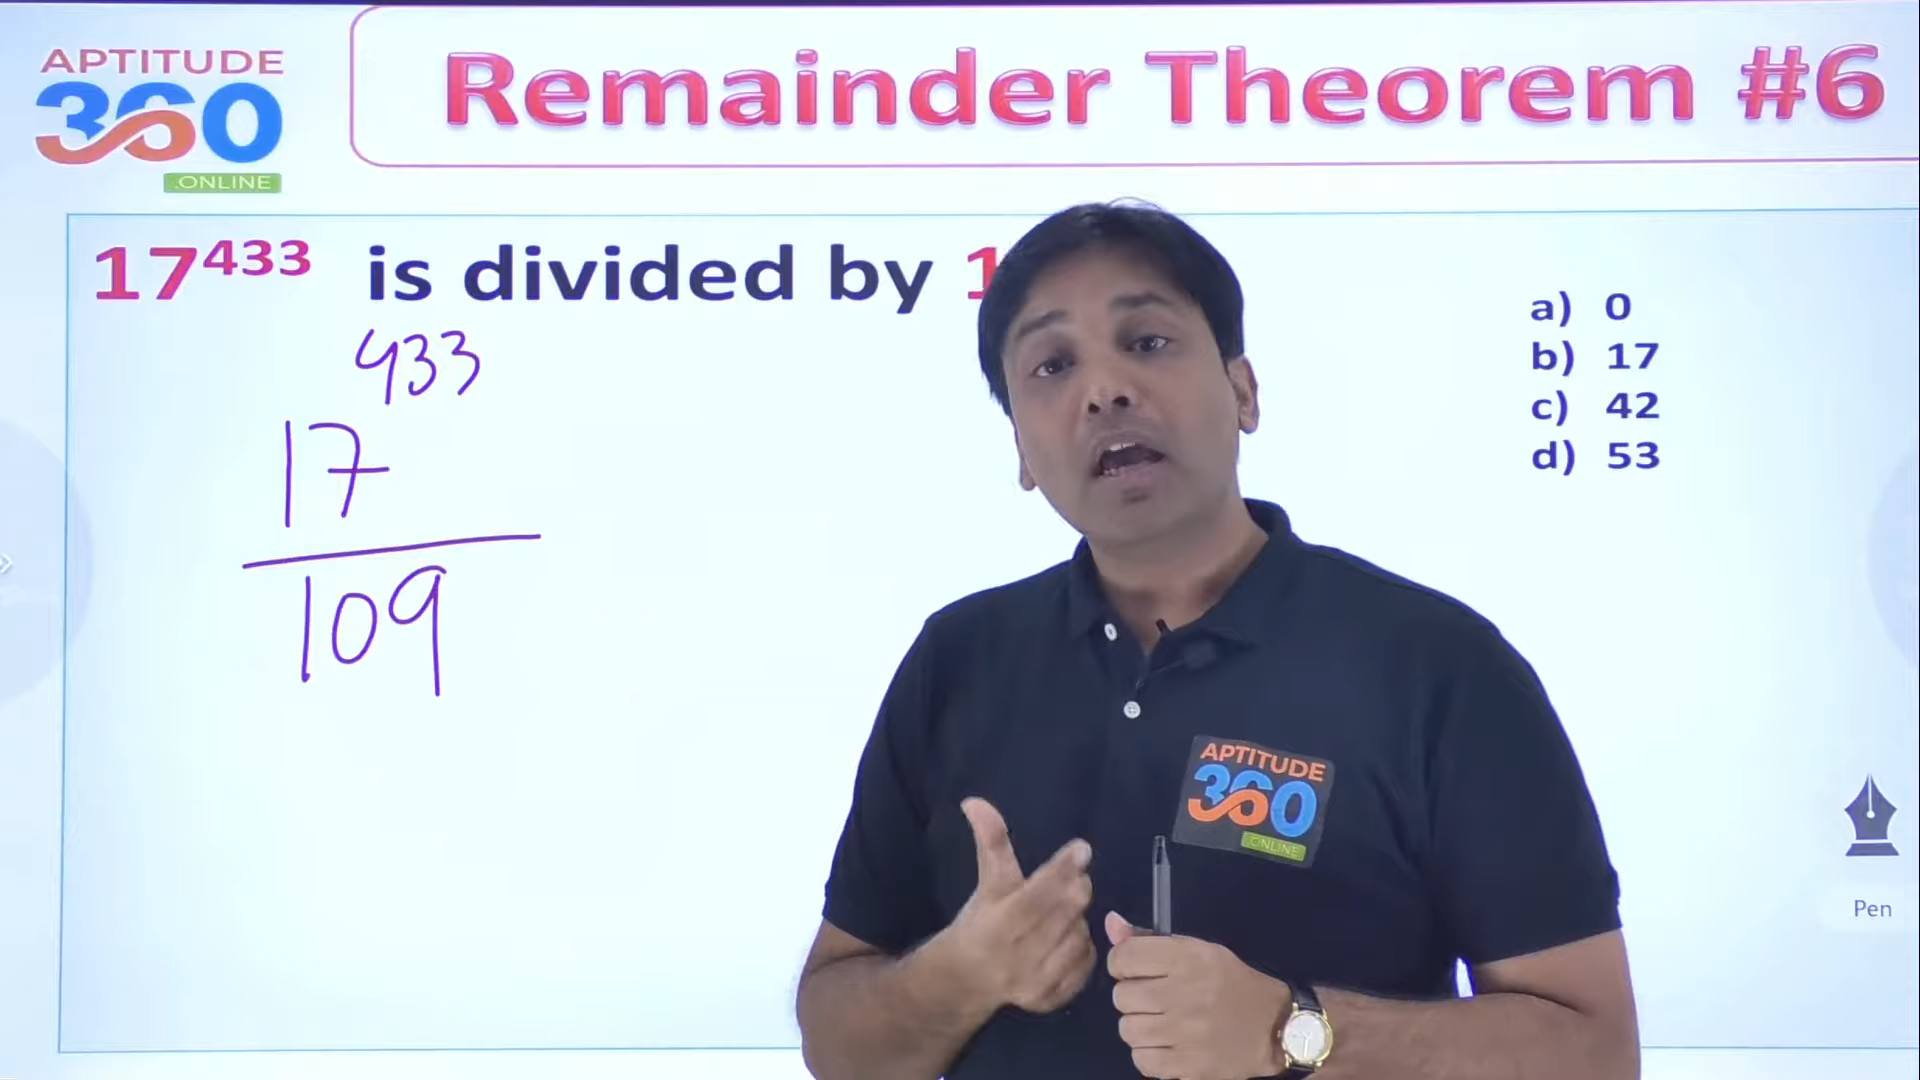 APTITUDE
360
.ONLINE
Remainder Theorem #6
17⁴³³ is divided by 1
a) 0
b) 17
c) 42
d) 53
433
17
109
APTITUDE
360
.ONLINE
Pen